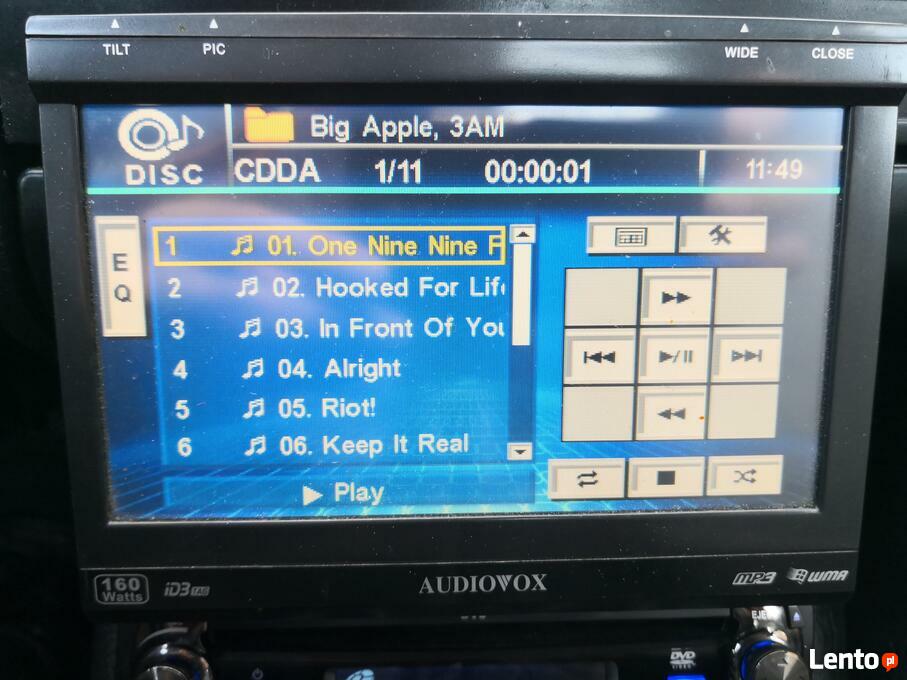 TILT PIC WIDE CLOSE
Big Apple, 3AM
DISC CDDA 1/11 00:00:01 11:49
EQ
1 01. One Nine Nine
2 02. Hooked For
3 03. In Front Of
4 04. Alright
5 05. Riot!
6 06. Keep It Real
Play
160 Watts iD3 TAG AUDIOVOX MP3 WMA
DVD
Lento pl